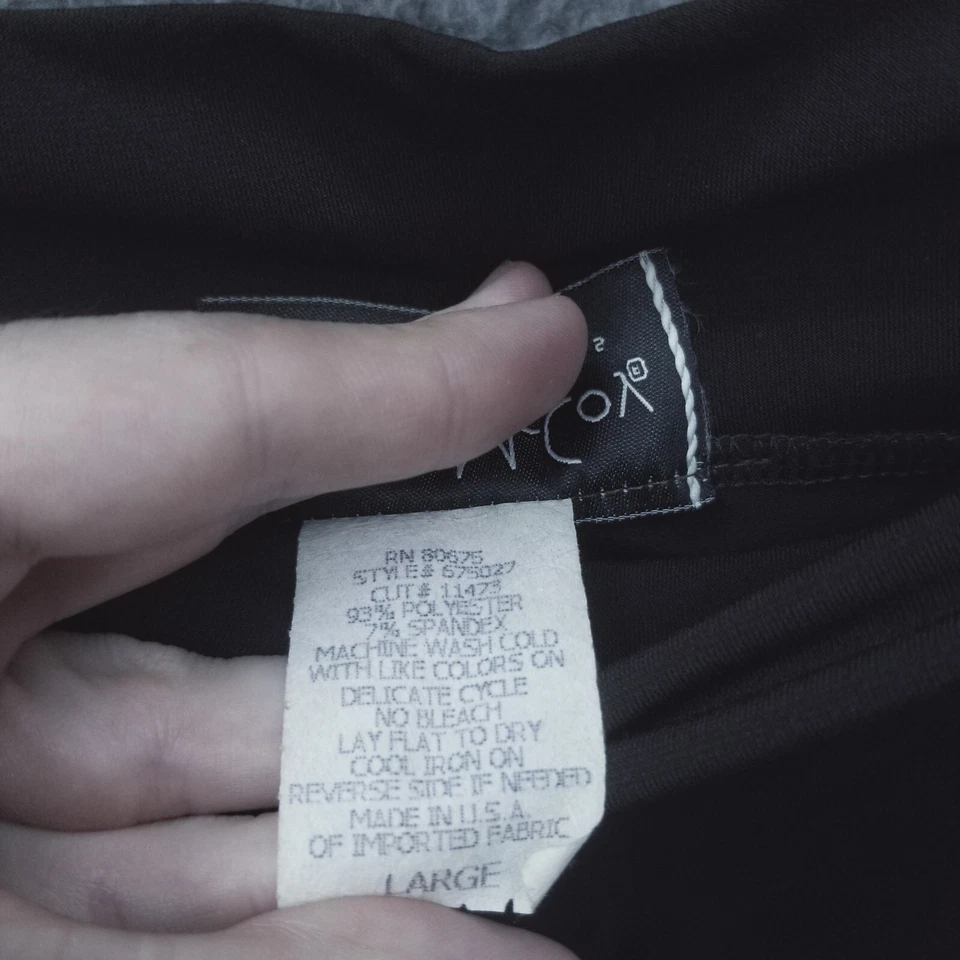 RN 80675
STYLE# 675027
CUT# 11473
93% POLYESTER
7% SPANDEX
MACHINE WASH COLD
WITH LIKE COLORS ON
DELICATE CYCLE
NO BLEACH
LAY FLAT TO DRY
COOL IRON ON
REVERSE SIDE IF NEEDED
MADE IN U.S.A.
OF IMPORTED FABRIC
LARGE